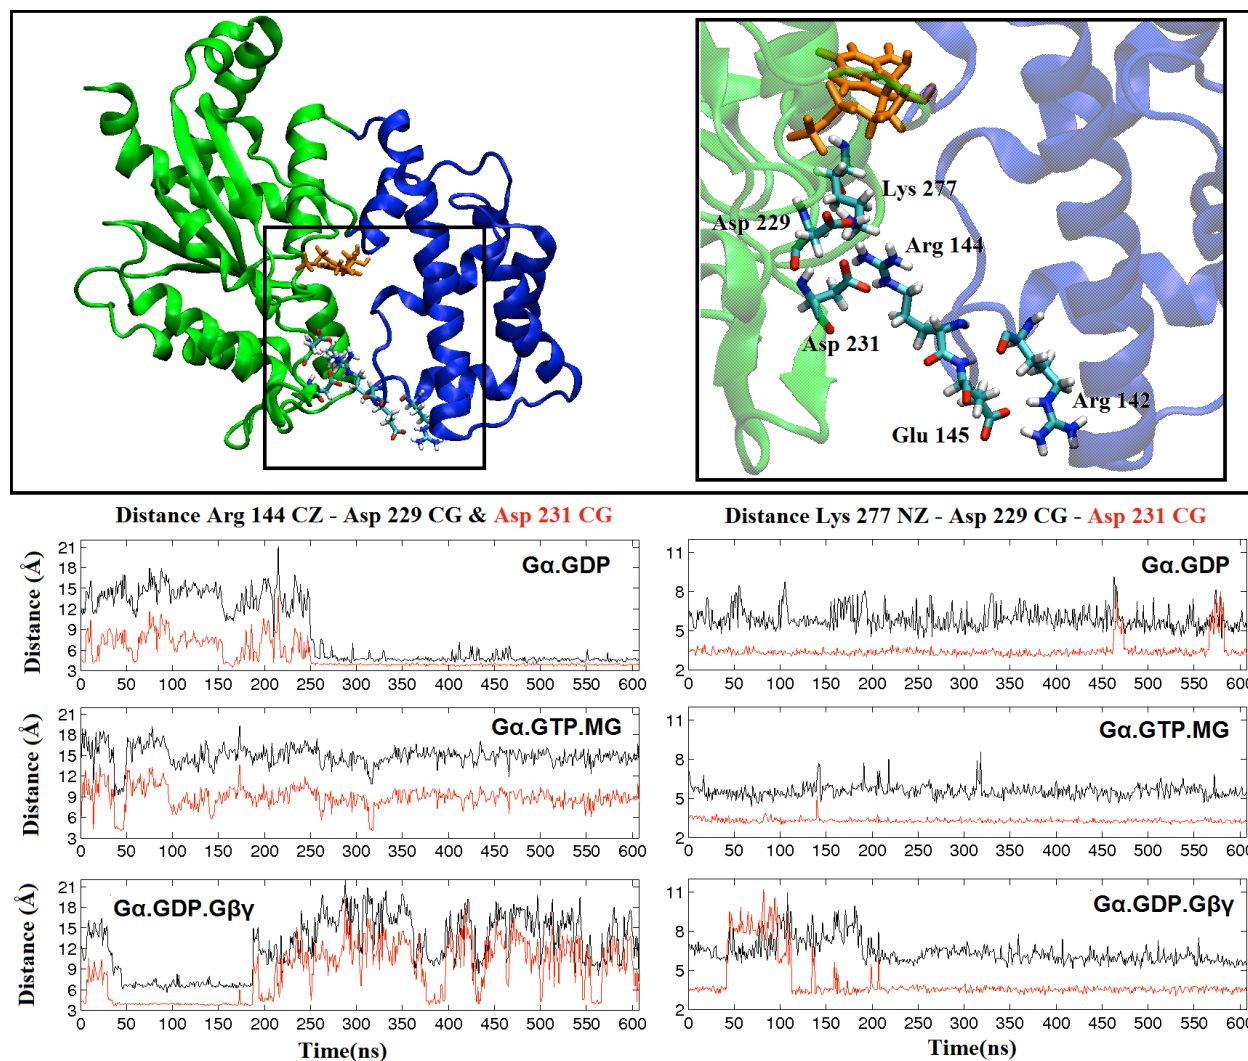 Lys 277
Asp 229
Arg 144
Asp 231
Arg 142
Glu 145
Distance Arg 144 CZ - Asp 229 CG & Asp 231 CG
Distance Lys 277 NZ - Asp 229 CG - Asp 231 CG
Distance (Å)
21
18
15
12
9
6
3
Gα.GDP
0 50 100 150 200 250 300 350 400 450 500 550 600
11
8
5
2
Gα.GDP
0 50 100 150 200 250 300 350 400 450 500 550 600
Distance (Å)
21
18
15
12
9
6
3
Gα.GTP.MG
0 50 100 150 200 250 300 350 400 450 500 550 600
11
8
5
2
Gα.GTP.MG
0 50 100 150 200 250 300 350 400 450 500 550 600
Distance (Å)
21
18
15
12
9
6
3
Gα.GDP.Gβγ
0 50 100 150 200 250 300 350 400 450 500 550 600
Time(ns)
11
8
5
2
Gα.GDP.Gβγ
0 50 100 150 200 250 300 350 400 450 500 550 600
Time(ns)